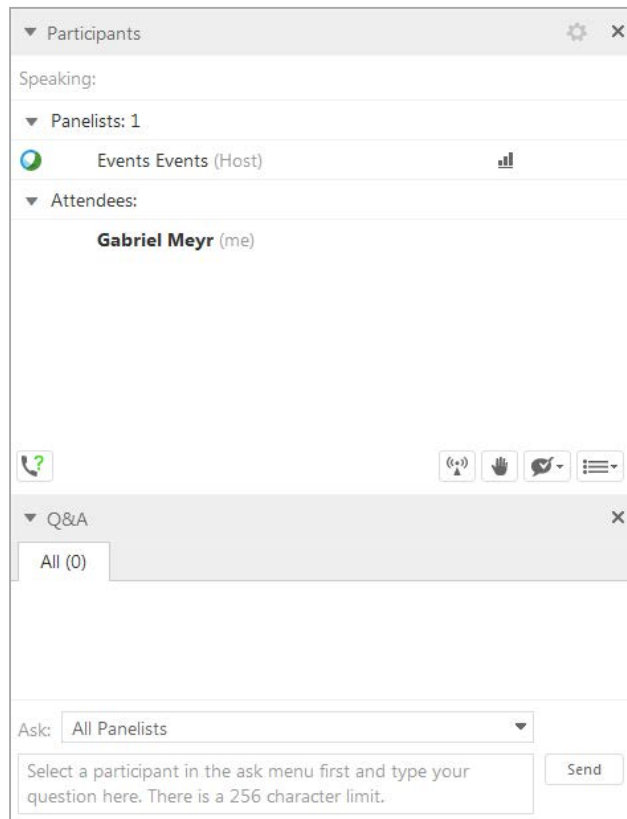 Participants
Speaking:
Panelists: 1
Events Events (Host)
Attendees:
Gabriel Meyr (me)
?
Q&A
All (0)
Ask: All Panelists
Select a participant in the ask menu first and type your
question here. There is a 256 character limit.
Send